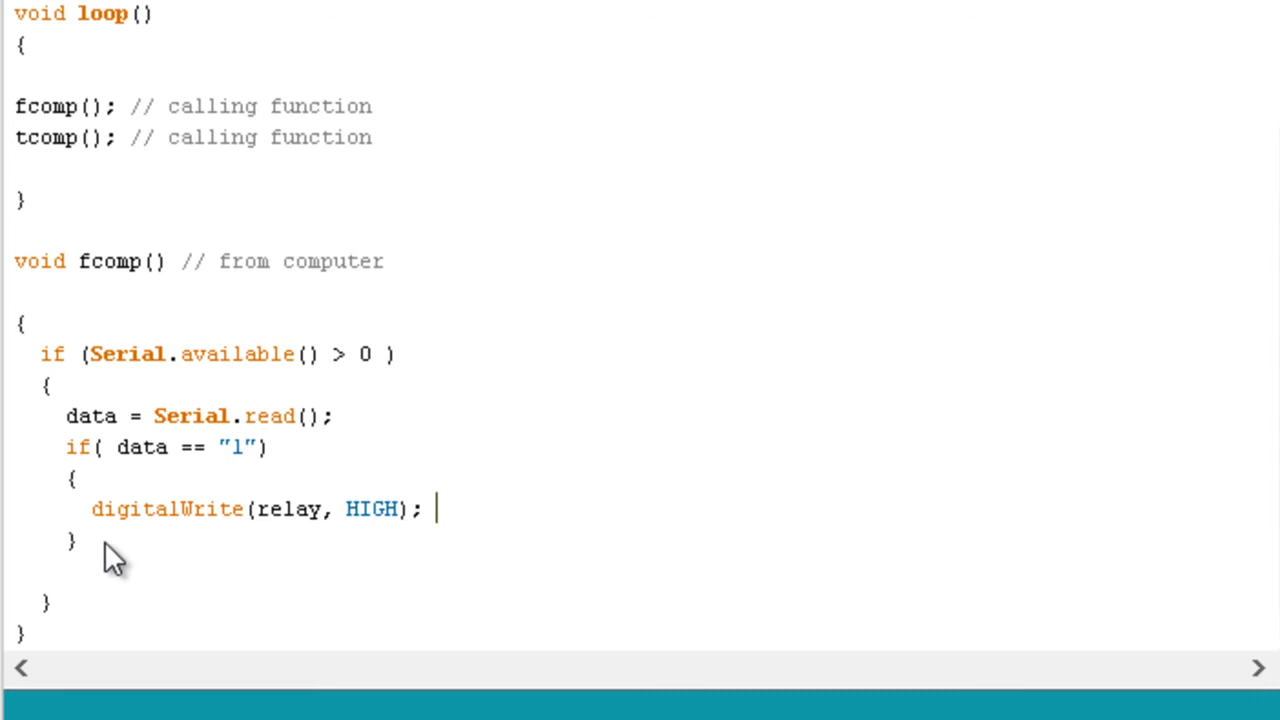 void loop()
{
fcomp(); // calling function
tcomp(); // calling function
}
void fcomp() // from computer
{
if (Serial.available() > 0 )
{
data = Serial.read();
if( data == "l")
{
digitalWrite(relay, HIGH);
}
}
}